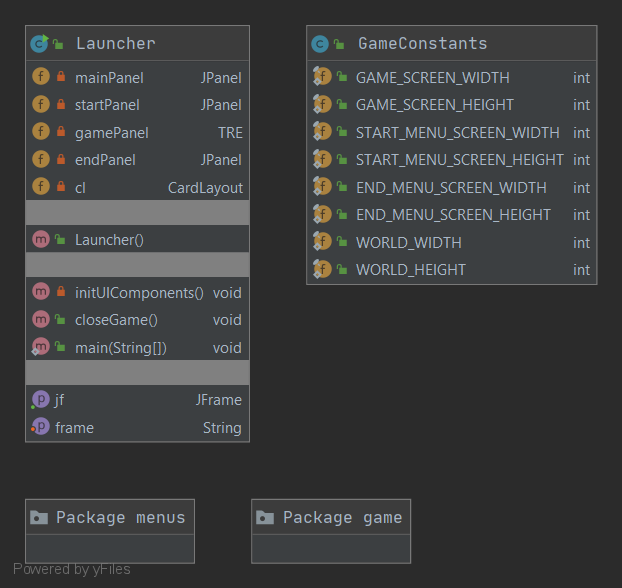 Launcher
mainPanel JPanel
startPanel JPanel
gamePanel TRE
endPanel JPanel
cl CardLayout
Launcher()
initUIComponents() void
closeGame() void
main(String[]) void
jf JFrame
frame String
GameConstants
GAME_SCREEN_WIDTH int
GAME_SCREEN_HEIGHT int
START_MENU_SCREEN_WIDTH int
START_MENU_SCREEN_HEIGHT int
END_MENU_SCREEN_WIDTH int
END_MENU_SCREEN_HEIGHT int
WORLD_WIDTH int
WORLD_HEIGHT int
Package menus
Package game
Powered by yFiles